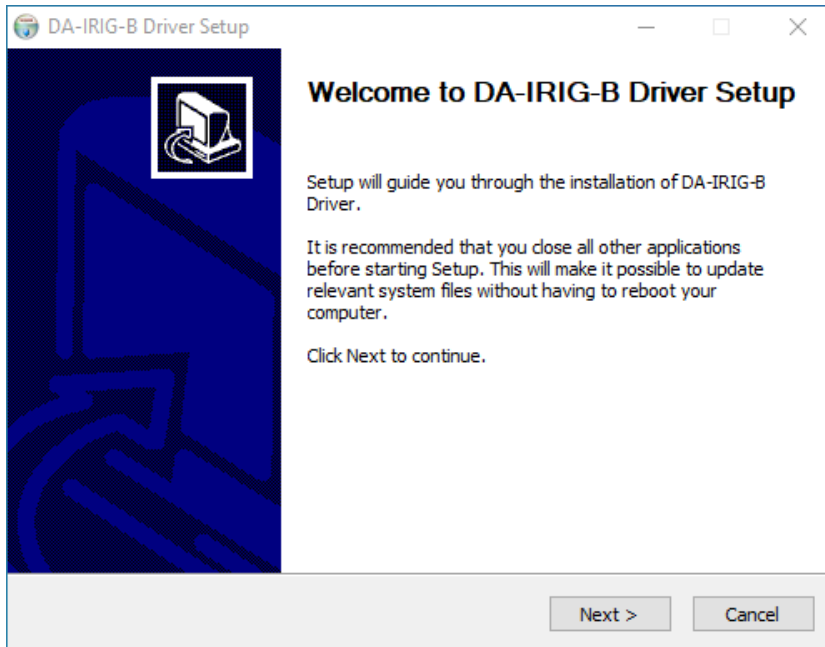 DA-IRIG-B Driver Setup
Welcome to DA-IRIG-B Driver Setup
Setup will guide you through the installation of DA-IRIG-B
Driver.
It is recommended that you close all other applications
before starting Setup. This will make it possible to update
relevant system files without having to reboot your
computer.
Click Next to continue.
Next >
Cancel